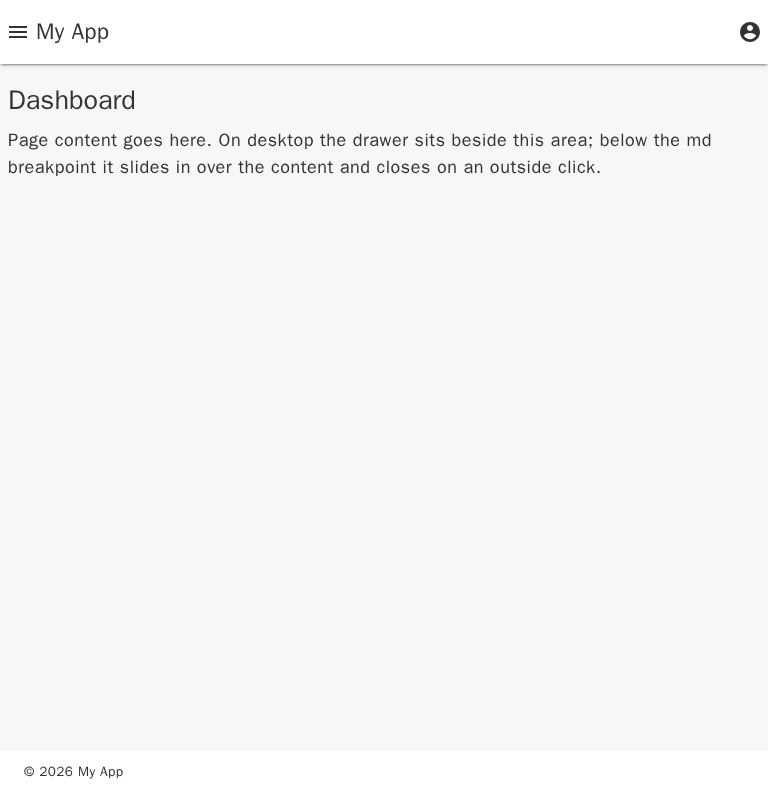 My App
Dashboard
Page content goes here. On desktop the drawer sits beside this area; below the md
breakpoint it slides in over the content and closes on an outside click.
© 2026 My App